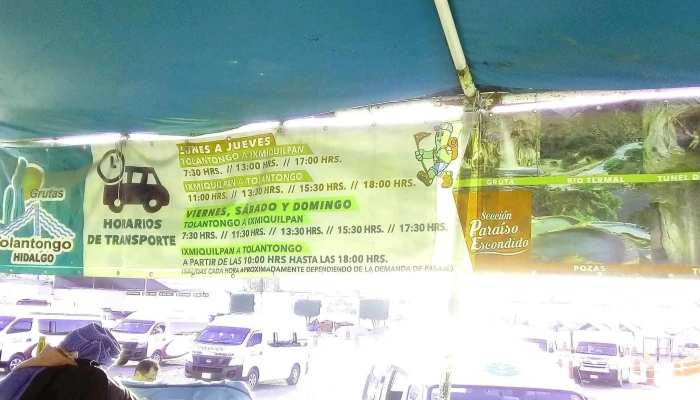 Grutas
Tolantongo
HIDALGO
HORARIOS
DE TRANSPORTE
LUNES A JUEVES
TOLANTONGO A IXMIQUILPAN
7:30 HRS. // 13:00 HRS. // 17:00 HRS.
IXMIQUILPAN A TOLANTONGO
11:00 HRS. // 13:30 HRS. // 15:30 HRS. // 18:00 HRS.
VIERNES, SÁBADO Y DOMINGO
TOLANTONGO A IXMIQUILPAN
7:30 HRS. // 11:30 HRS. // 13:30 HRS. // 15:30 HRS. // 17:30 HRS.
IXMIQUILPAN A TOLANTONGO
A PARTIR DE LAS 10:00 HRS HASTA LAS 18:00 HRS.
(SALIDAS CADA HORA APROXIMADAMENTE DEPENDIENDO DE LA DEMANDA DE PASAJE)
GRUTA
RIO TERMAL
TUNEL D
Sección
Paraíso
Escondido
POZAS